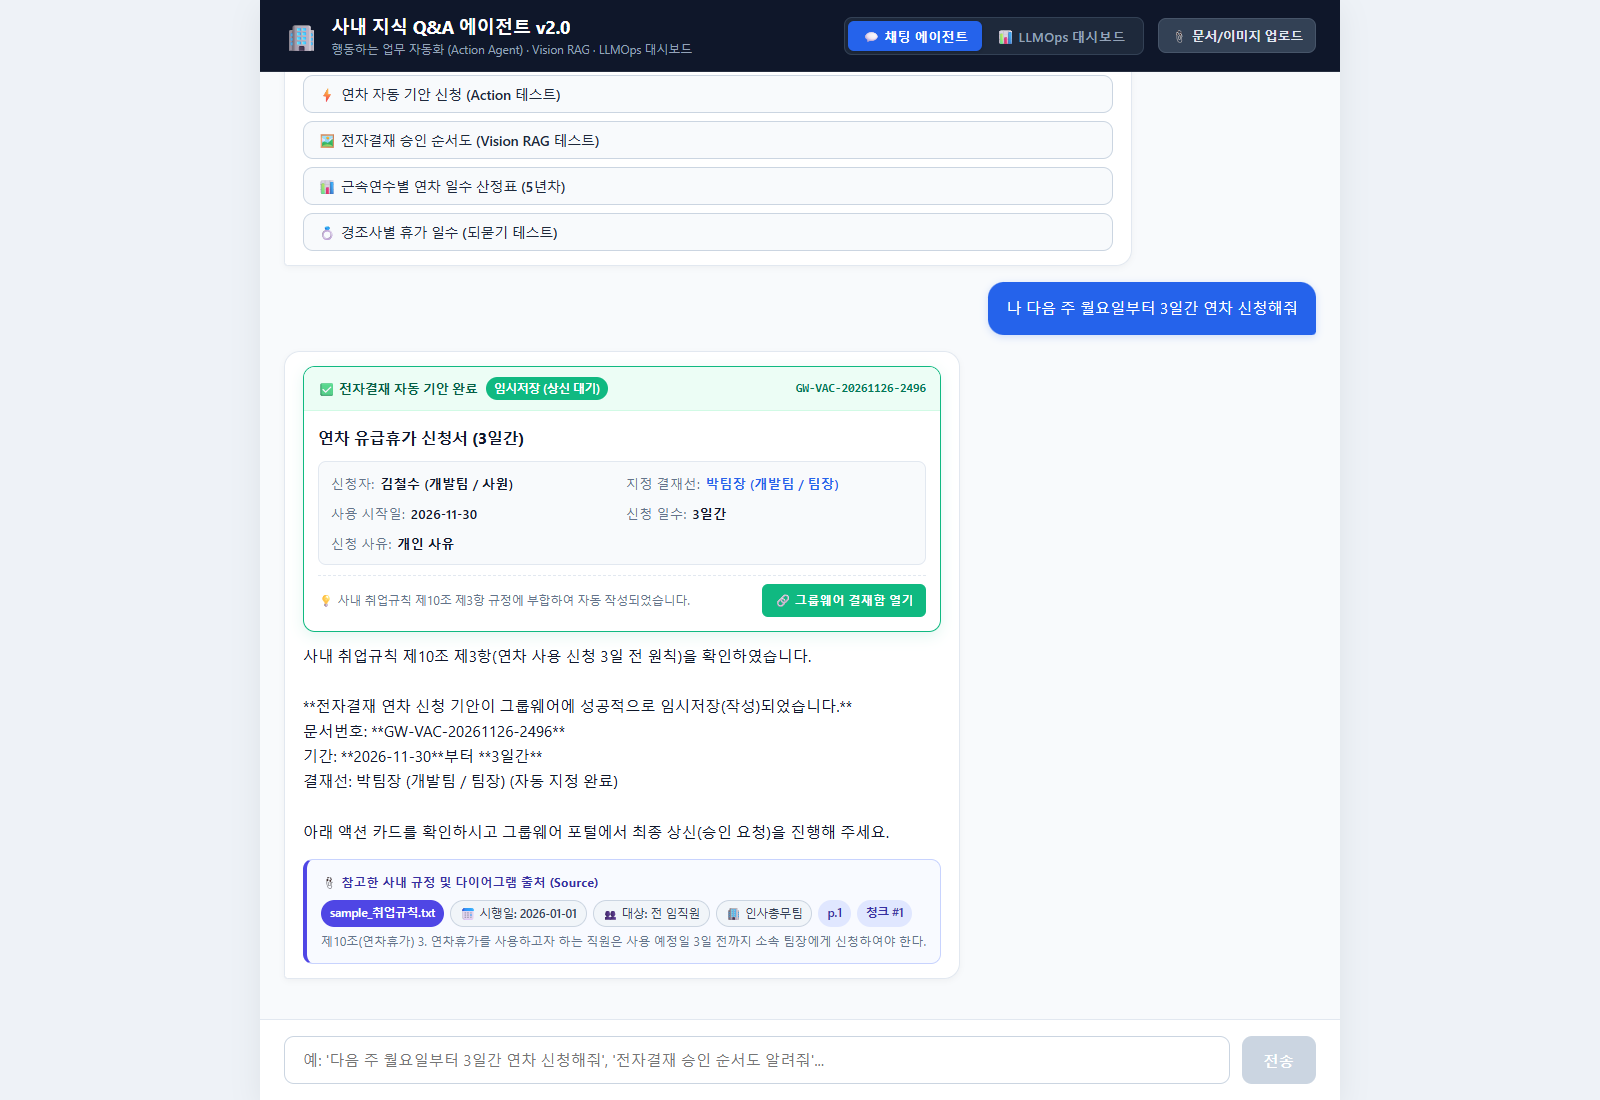 사내 지식 Q&A 에이전트 v2.0
행동하는 업무 자동화 (Action Agent) · Vision RAG · LLMOps 대시보드
채팅 에이전트
LLMOps 대시보드
문서/이미지 업로드
연차 자동 기안 신청 (Action 테스트)
전자결재 승인 순서도 (Vision RAG 테스트)
근속연수별 연차 일수 산정표 (5년차)
경조사별 휴가 일수 (되묻기 테스트)
나 다음 주 월요일부터 3일간 연차 신청해줘
전자결재 자동 기안 완료 임시저장 (상신 대기) GW-VAC-20261126-2496
연차 유급휴가 신청서 (3일간)
신청자: 김철수 (개발팀 / 사원) 지정 결재선: 박팀장 (개발팀 / 팀장)
사용 시작일: 2026-11-30 신청 일수: 3일간
신청 사유: 개인 사유
사내 취업규칙 제10조 제3항 규정에 부합하여 자동 작성되었습니다.
그룹웨어 결재함 열기
사내 취업규칙 제10조 제3항(연차 사용 신청 3일 전 원칙)을 확인하였습니다.
**전자결재 연차 신청 기안이 그룹웨어에 성공적으로 임시저장(작성)되었습니다.**
문서번호: **GW-VAC-20261126-2496**
기간: **2026-11-30**부터 **3일간**
결재선: 박팀장 (개발팀 / 팀장) (자동 지정 완료)
아래 액션 카드를 확인하시고 그룹웨어 포털에서 최종 상신(승인 요청)을 진행해 주세요.
참고한 사내 규정 및 다이어그램 출처 (Source)
sample_취업규칙.txt 시행일: 2026-01-01 대상: 전 임직원 인사총무팀 p.1 청크 #1
제10조(연차휴가) 3. 연차휴가를 사용하고자 하는 직원은 사용 예정일 3일 전까지 소속 팀장에게 신청하여야 한다.
예: '다음 주 월요일부터 3일간 연차 신청해줘', '전자결재 승인 순서도 알려줘'...
전송